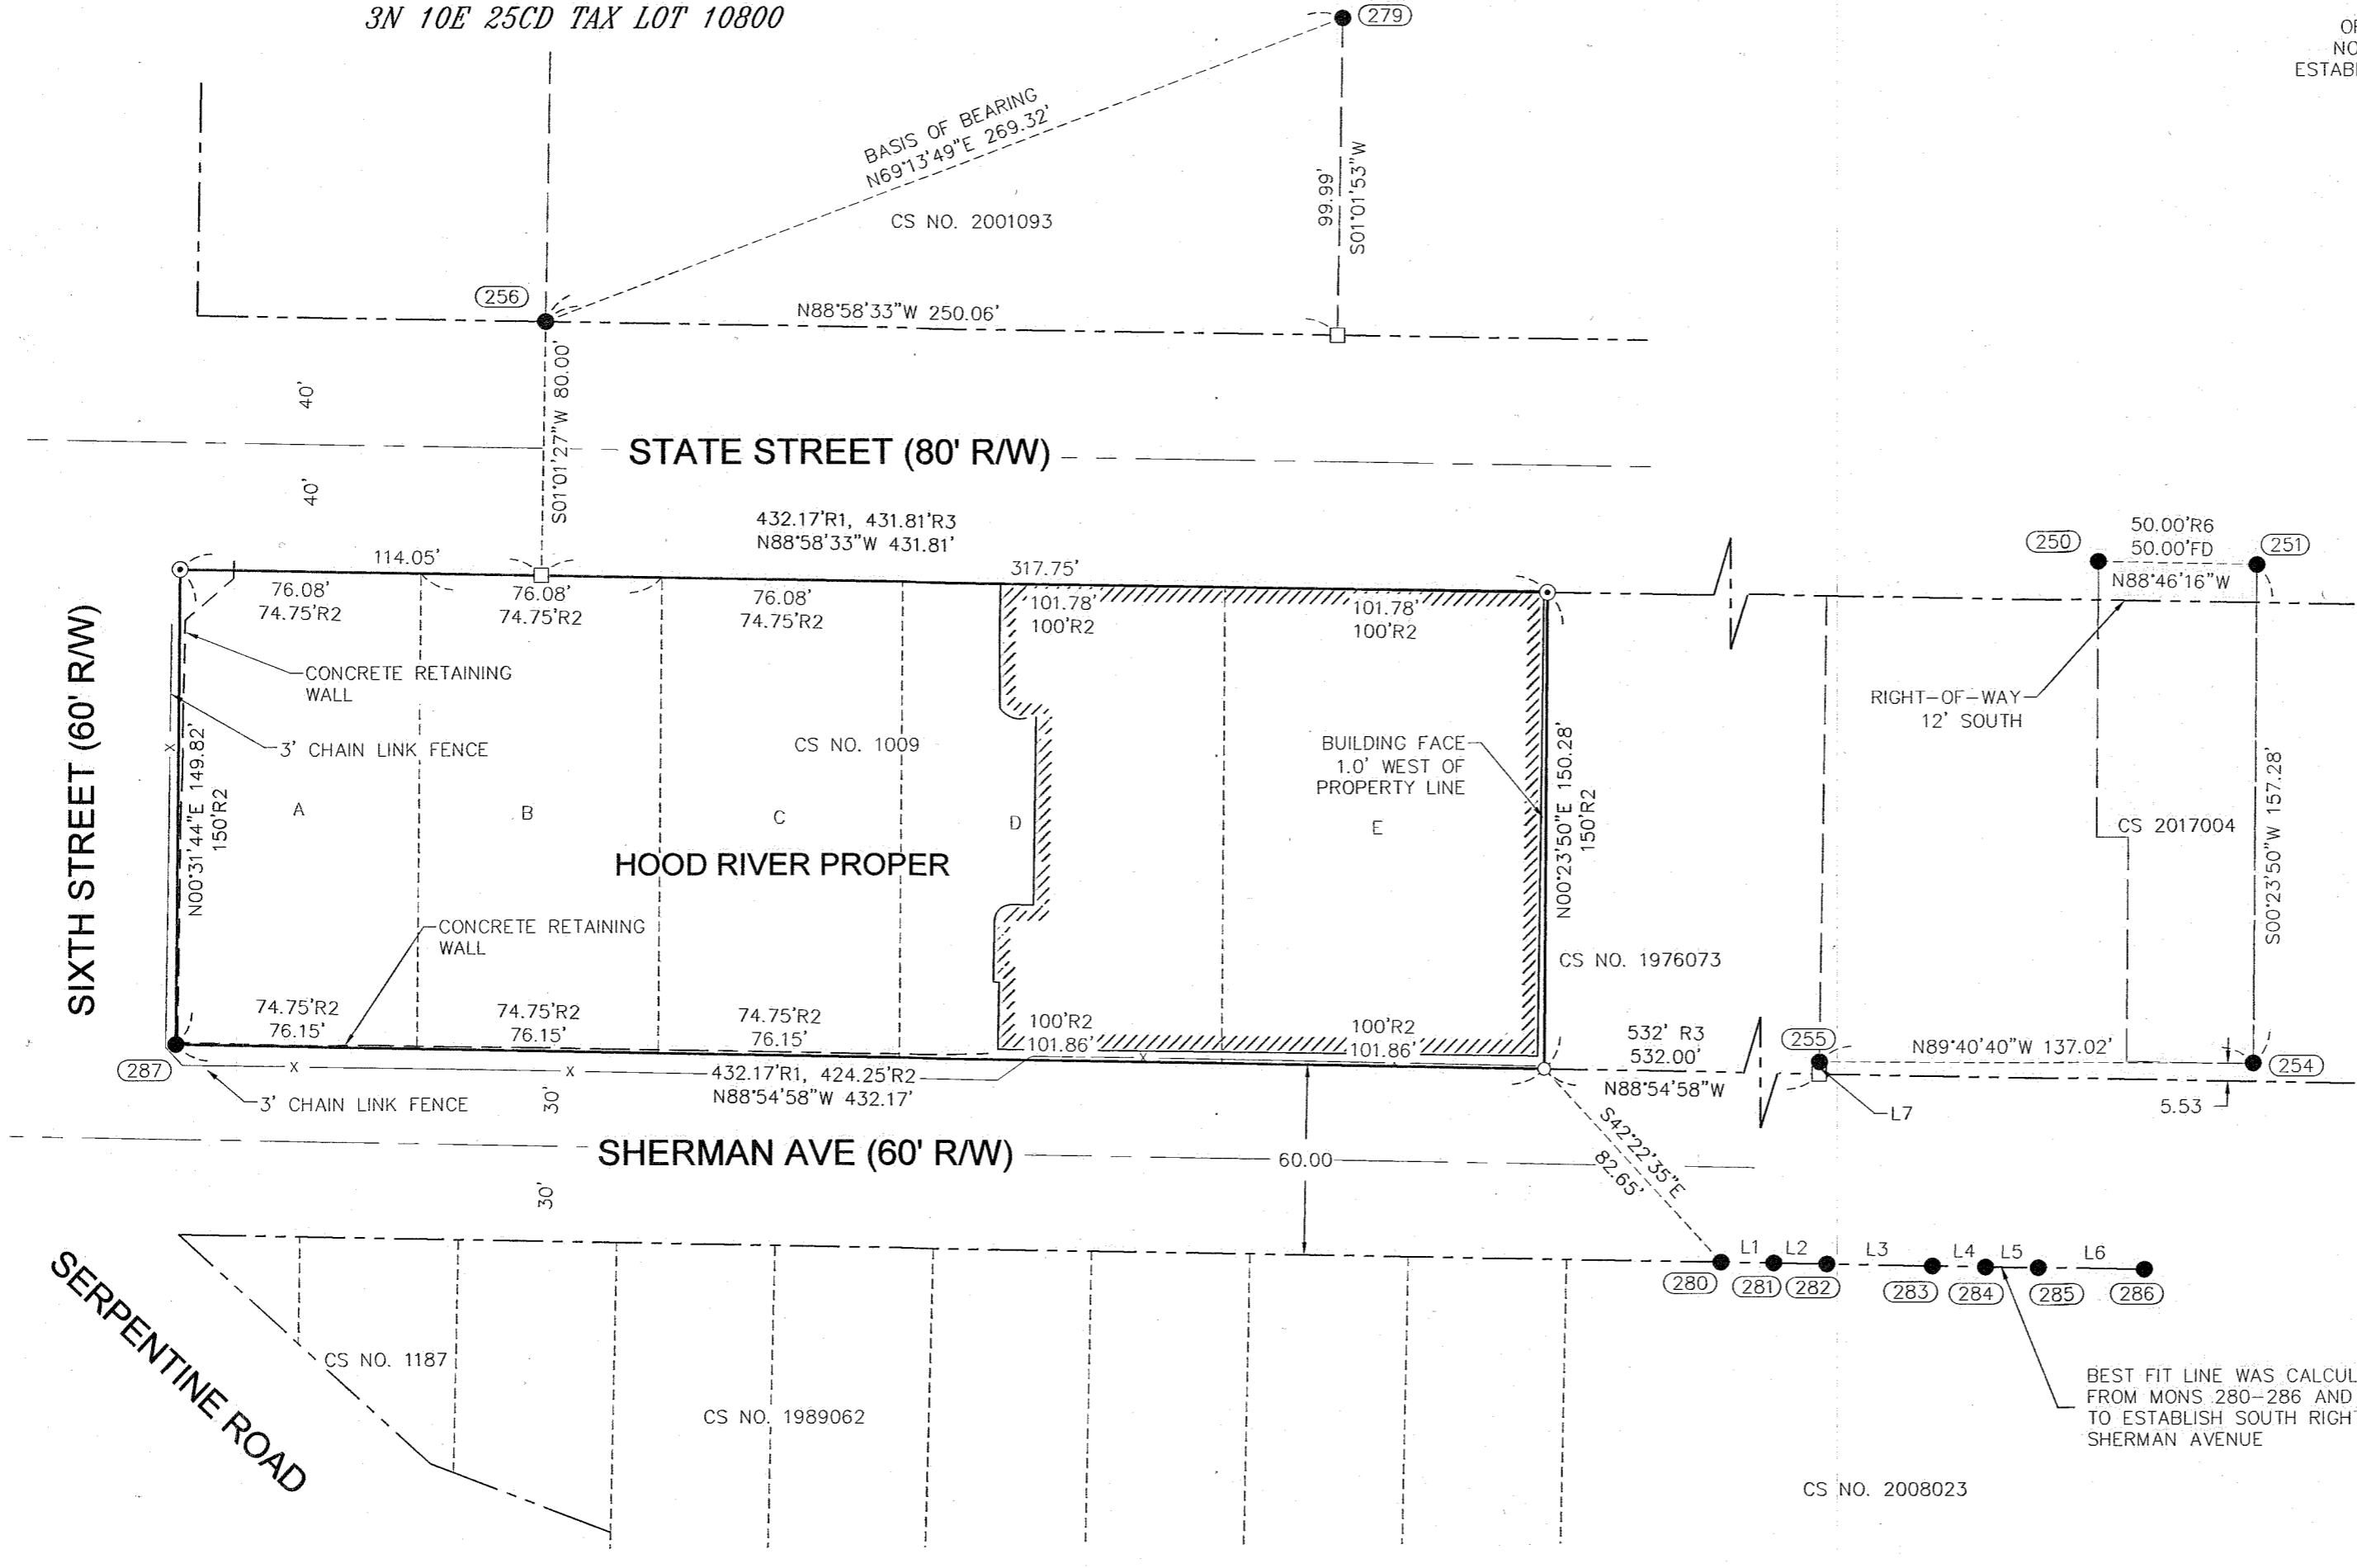 3N 10E 25CD TAX LOT 10800
279
BASIS OF BEARING
N69°13'49"E 269.32'
99.99'
S01°01'53"W
CS NO. 2001093
256
N88°58'33"W 250.06'
40'
S01°01'27"W 80.00'
STATE STREET (80' R/W)
40'
432.17'R1, 431.81'R3
N88°58'33"W 431.81'
114.05'
317.75'
76.08'
74.75'R2
76.08'
74.75'R2
76.08'
74.75'R2
101.78'
100'R2
101.78'
100'R2
250
50.00'R6
50.00'FD
251
N88°46'16"W
SIXTH STREET (60' R/W)
CONCRETE RETAINING
WALL
3' CHAIN LINK FENCE
X
N00°31'44"E 149.82'
150'R2
CS NO. 1009
BUILDING FACE
1.0' WEST OF
PROPERTY LINE
N00°23'50"E 150.28'
150'R2
RIGHT-OF-WAY
12' SOUTH
CS 2017004
S00°23'50"W 157.28'
A
B
C
D
E
HOOD RIVER PROPER
CONCRETE RETAINING
WALL
CS NO. 1976073
74.75'R2
76.15'
74.75'R2
76.15'
74.75'R2
76.15'
100'R2
101.86'
100'R2
101.86'
532' R3
532.00'
N88°54'58"W
255
N89°40'40"W 137.02'
254
L7
5.53
287
X
X
X
432.17'R1, 424.25'R2
N88°54'58"W 432.17'
3' CHAIN LINK FENCE
30'
SHERMAN AVE (60' R/W)
60.00
S42°22'35"E
82.65'
30'
L1
L2
L3
L4
L5
L6
280
281
282
283
284
285
286
SERPENTINE ROAD
CS NO. 1187
CS NO. 1989062
BEST FIT LINE WAS CALCUL
FROM MONS 280-286 AND
TO ESTABLISH SOUTH RIGHT
SHERMAN AVENUE
CS NO. 2008023
NO
ESTAB